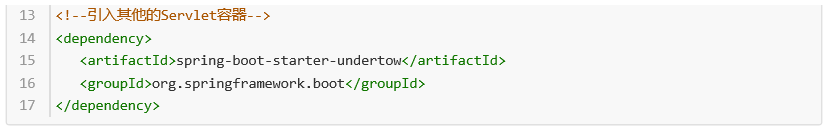 13 <!--引入其他的Servlet容器-->
14 <dependency>
15 <artifactId>spring-boot-starter-undertow</artifactId>
16 <groupId>org.springframework.boot</groupId>
17 </dependency>